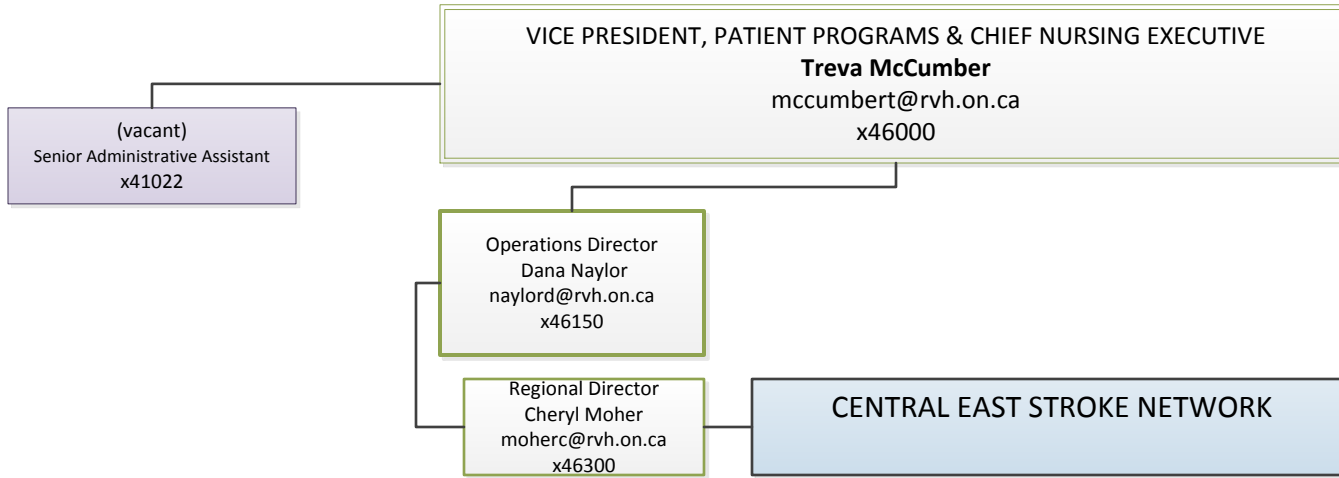 VICE PRESIDENT, PATIENT PROGRAMS & CHIEF NURSING EXECUTIVE
Treva McCumber
mccumbert@rvh.on.ca
x46000
(vacant)
Senior Administrative Assistant
x41022
Operations Director
Dana Naylor
naylord@rvh.on.ca
x46150
Regional Director
Cheryl Moher
moherc@rvh.on.ca
x46300
CENTRAL EAST STROKE NETWORK